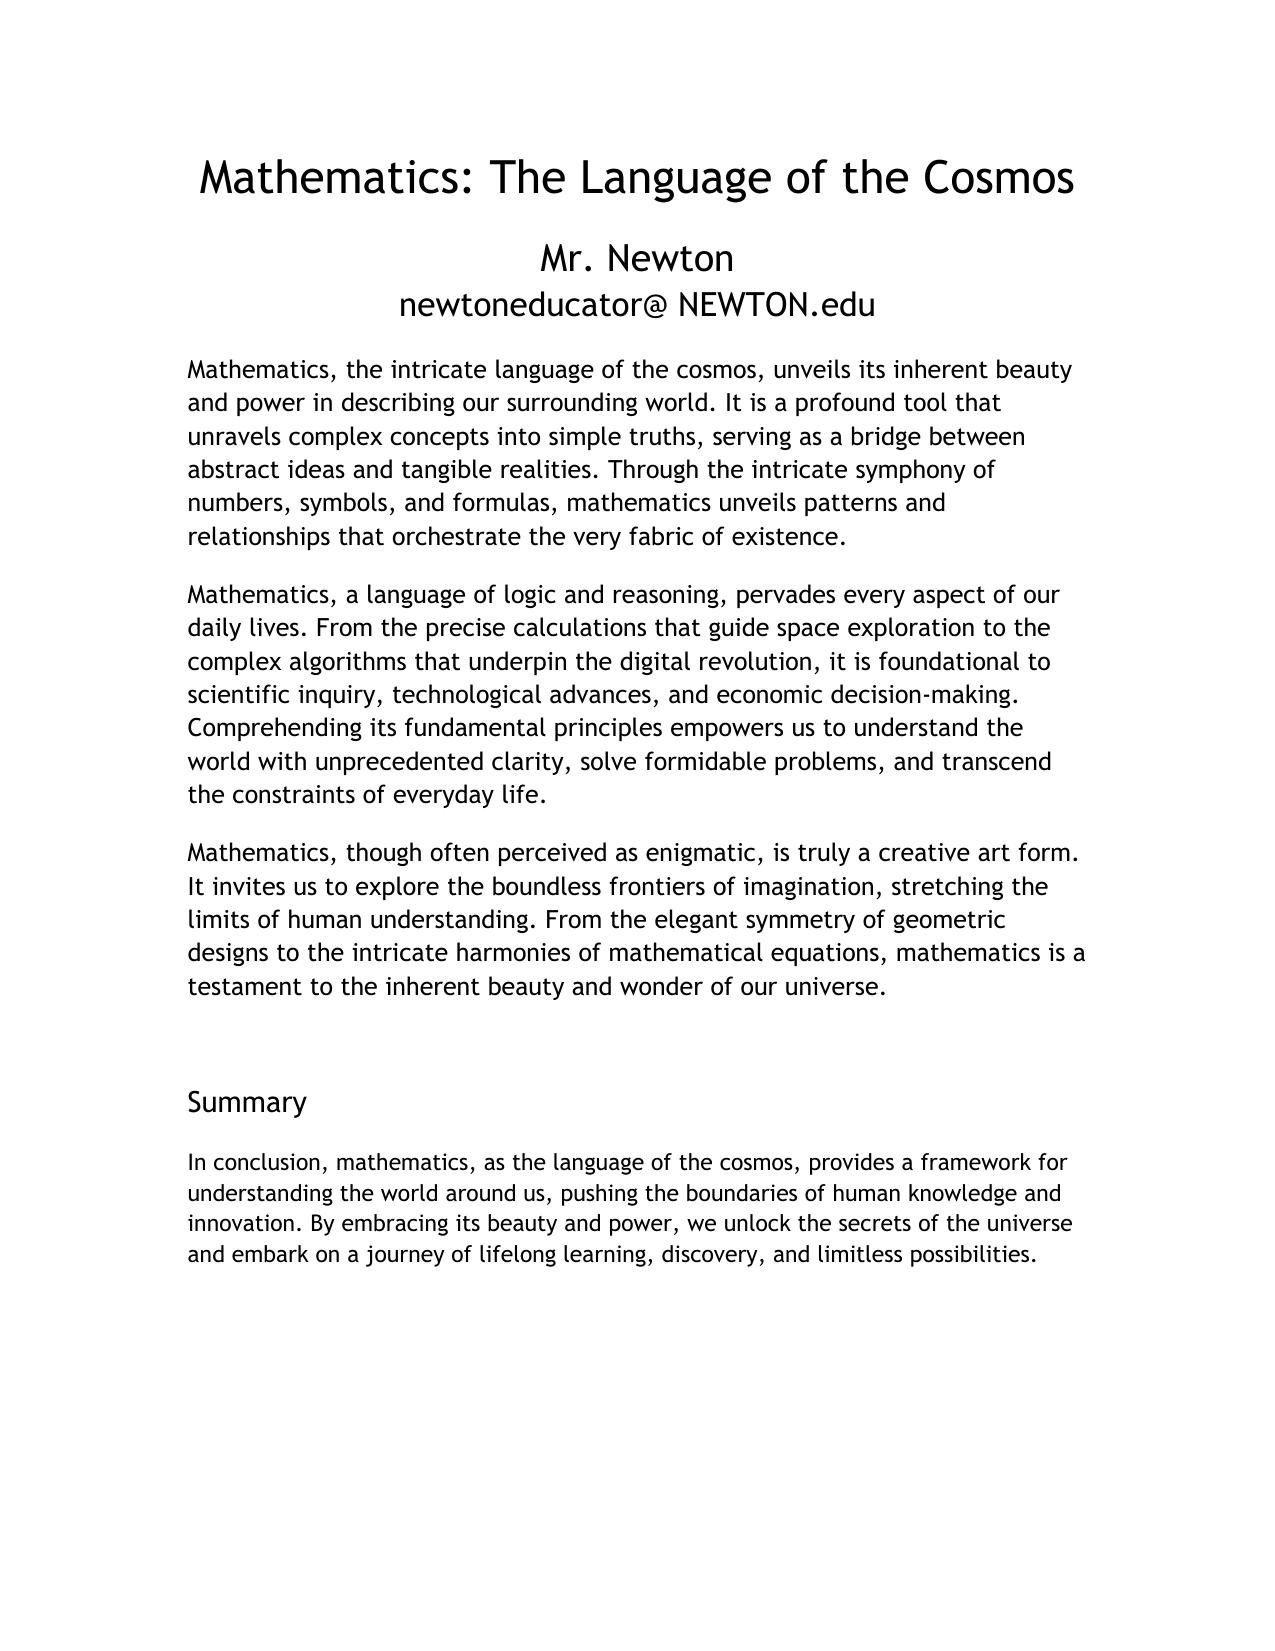 Mathematics: The Language of the Cosmos
Mr. Newton
newtoneducator@ NEWTON.edu
Mathematics, the intricate language of the cosmos, unveils its inherent beauty
and power in describing our surrounding world. It is a profound tool that
unravels complex concepts into simple truths, serving as a bridge between
abstract ideas and tangible realities. Through the intricate symphony of
numbers, symbols, and formulas, mathematics unveils patterns and
relationships that orchestrate the very fabric of existence.
Mathematics, a language of logic and reasoning, pervades every aspect of our
daily lives. From the precise calculations that guide space exploration to the
complex algorithms that underpin the digital revolution, it is foundational to
scientific inquiry, technological advances, and economic decision-making.
Comprehending its fundamental principles empowers us to understand the
world with unprecedented clarity, solve formidable problems, and transcend
the constraints of everyday life.
Mathematics, though often perceived as enigmatic, is truly a creative art form.
It invites us to explore the boundless frontiers of imagination, stretching the
limits of human understanding. From the elegant symmetry of geometric
designs to the intricate harmonies of mathematical equations, mathematics is a
testament to the inherent beauty and wonder of our universe.
Summary
In conclusion, mathematics, as the language of the cosmos, provides a framework for
understanding the world around us, pushing the boundaries of human knowledge and
innovation. By embracing its beauty and power, we unlock the secrets of the universe
and embark on a journey of lifelong learning, discovery, and limitless possibilities.